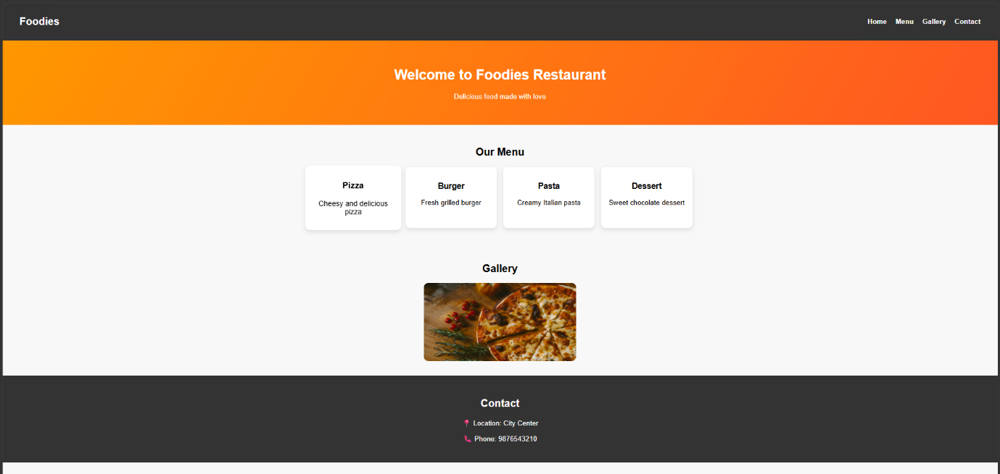 Foodies
Home Menu Gallery Contact
Welcome to Foodies Restaurant
Delicious food made with love
Our Menu
Pizza
Cheesy and delicious
pizza
Burger
Fresh grilled burger
Pasta
Creamy Italian pasta
Dessert
Sweet chocolate dessert
Gallery
Contact
📍 Location: City Center
📞 Phone: 9876543210